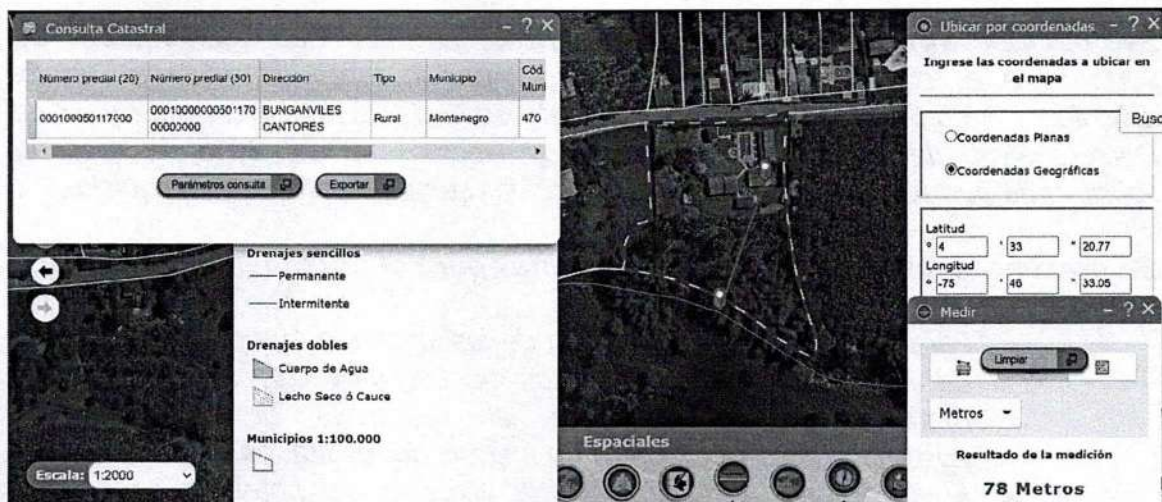 Consulta Catastral
Número predial (20) Número predial (30) Dirección Tipo Municipio Cód. Muni
000100050117000 00010000000501170 00000000 BUNGANVILES CANTORES Rural Montenegro 470
Parámetros consulta Exportar
Drenajes sencillos
Permanente
Intermitente
Drenajes dobles
Cuerpo de Agua
Lecho Seco ó Cauce
Municipios 1:100.000
Escala: 1:2000
Espaciales
Ubicar por coordenadas
Ingrese las coordenadas a ubicar en
el mapa
Busc
Coordenadas Planas
Coordenadas Geográficas
Latitud
° 4 ' 33 " 20.77
Longitud
° -75 ' 46 " 33.05
Medir
Limpiar
Metros
Resultado de la medición
78 Metros